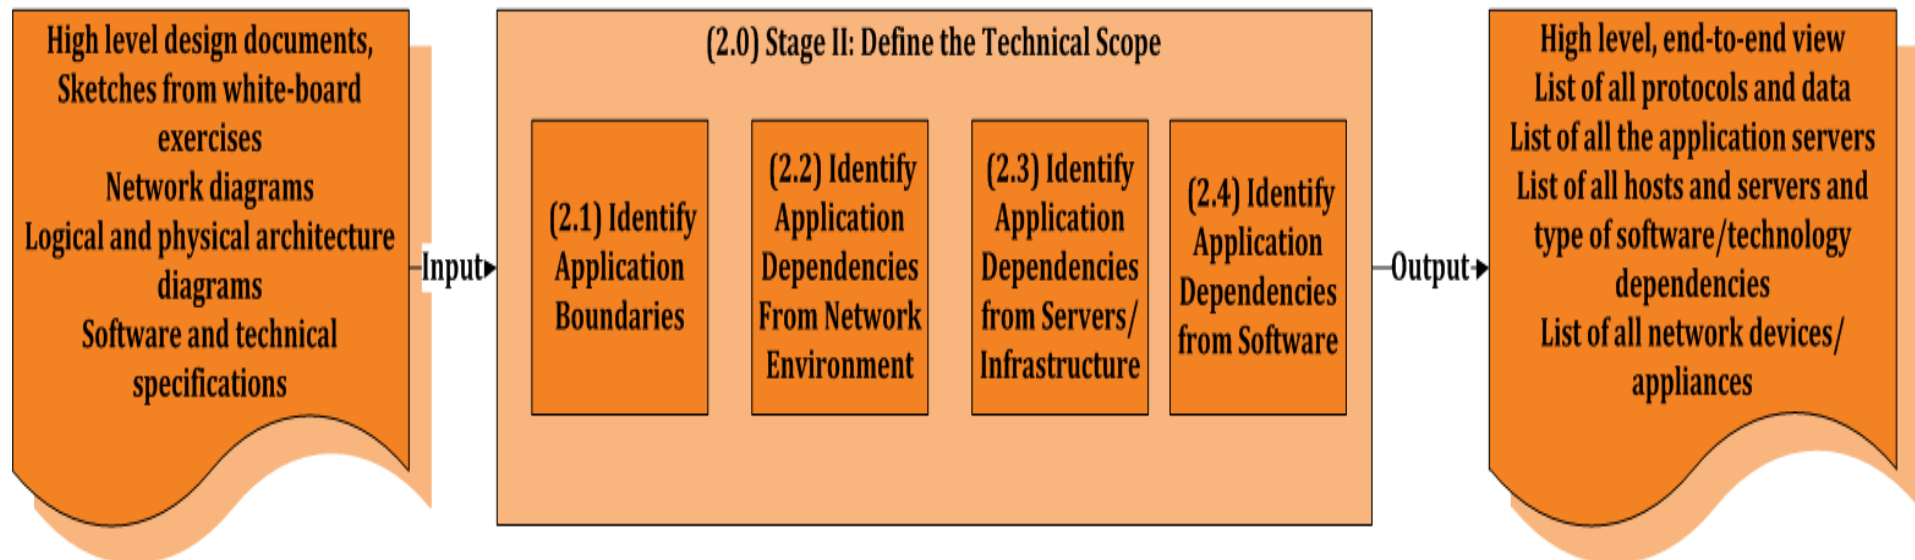 High level design documents,
Sketches from white-board
exercises
Network diagrams
Logical and physical architecture
diagrams
Software and technical
specifications
Input
(2.0) Stage II: Define the Technical Scope
(2.1) Identify
Application
Boundaries
(2.2) Identify
Application
Dependencies
From Network
Environment
(2.3) Identify
Application
Dependencies
from Servers/
Infrastructure
(2.4) Identify
Application
Dependencies
from Software
Output
High level, end-to-end view
List of all protocols and data
List of all the application servers
List of all hosts and servers and
type of software/technology
dependencies
List of all network devices/
appliances